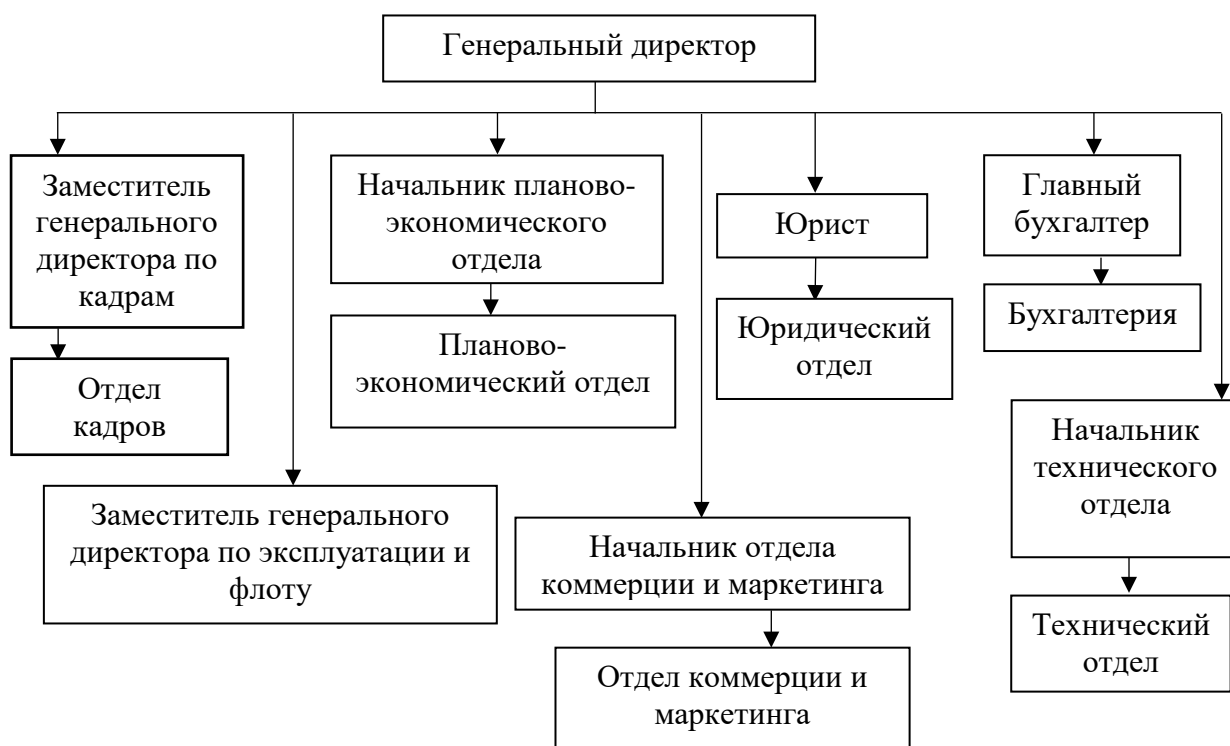 Генеральный директор
Заместитель
генерального
директора по
кадрам
Начальник планово-
экономического
отдела
Юрист
Главный
бухгалтер
Бухгалтерия
Юридический
отдел
Планово-
экономический отдел
Отдел
кадров
Начальник
технического
отдела
Заместитель генерального
директора по эксплуатации и
флоту
Начальник отдела
коммерции и маркетинга
Технический
отдел
Отдел коммерции и
маркетинга